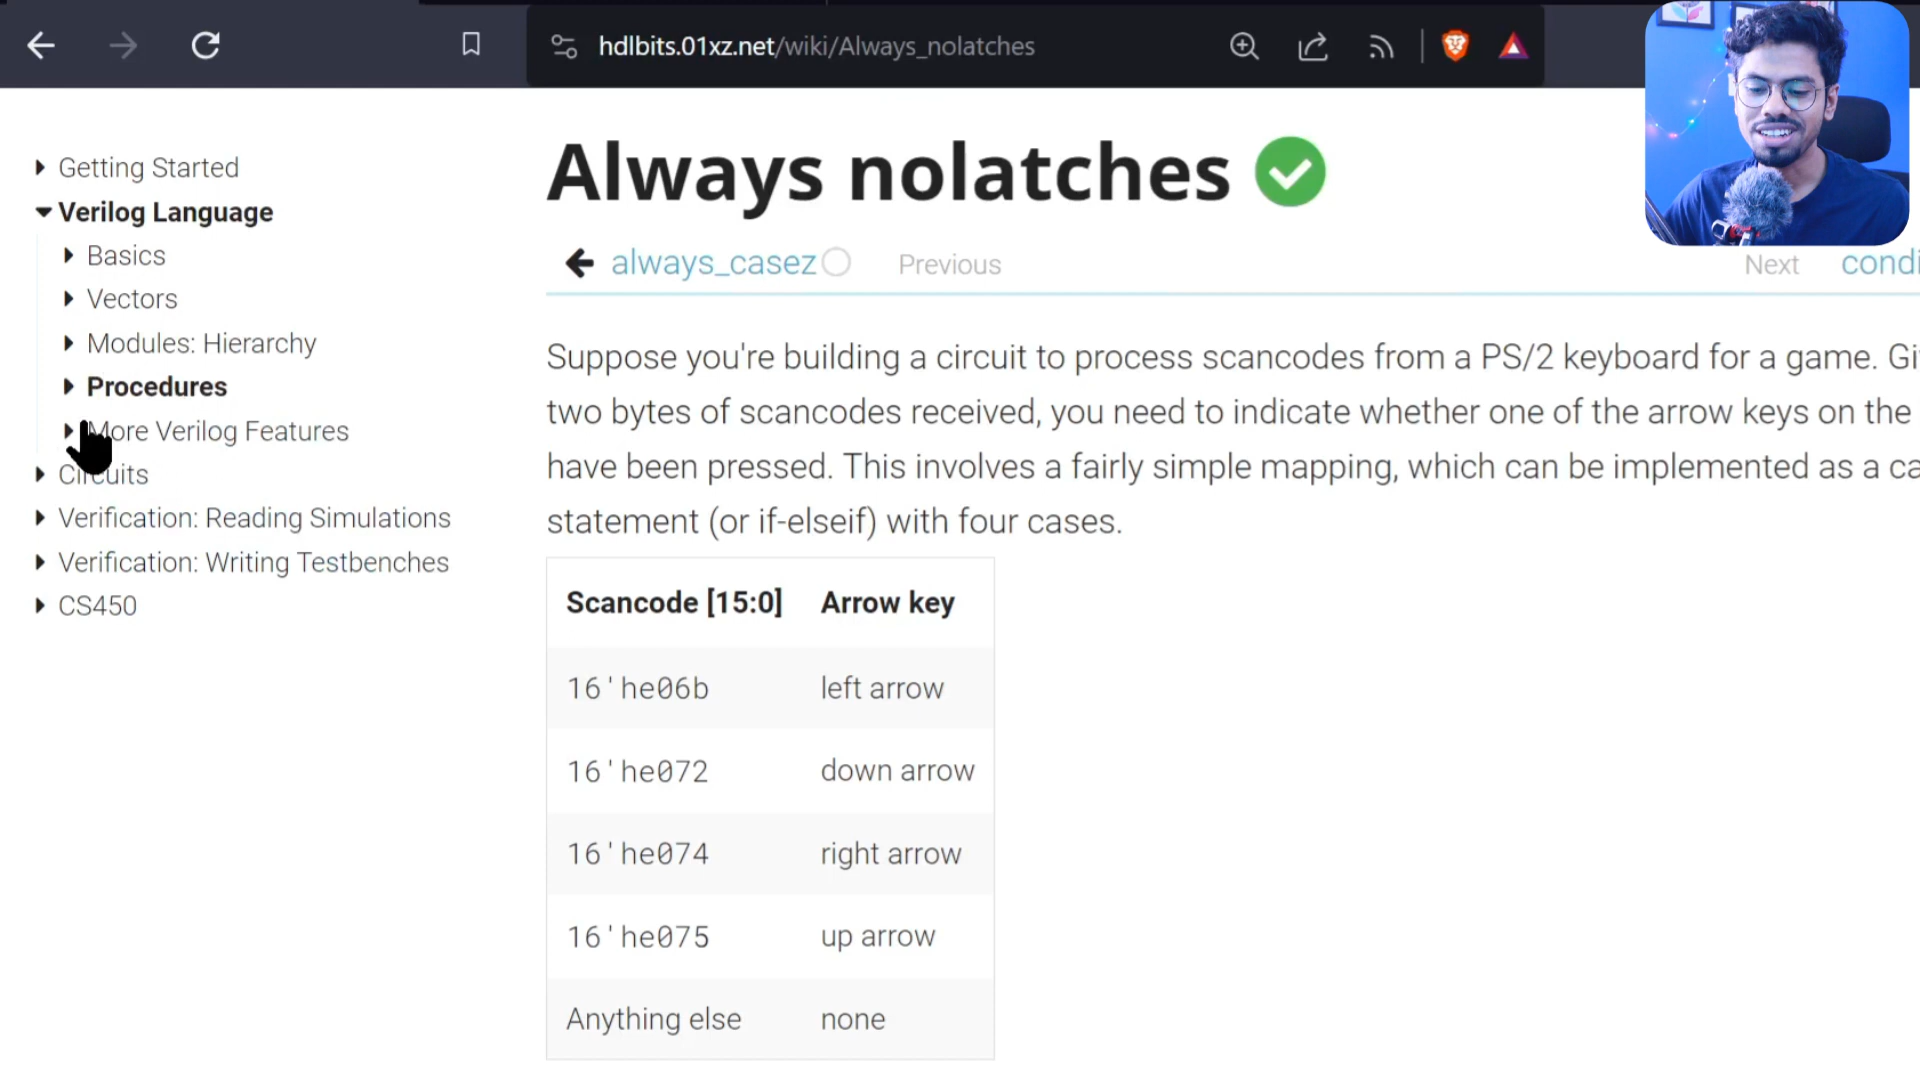 hdlbits.01xz.net/wiki/Always_nolatches
Getting Started
Verilog Language
Basics
Vectors
Modules: Hierarchy
Procedures
More Verilog Features
Circuits
Verification: Reading Simulations
Verification: Writing Testbenches
CS450
Always nolatches
always_casez Previous
Next condi
Suppose you're building a circuit to process scancodes from a PS/2 keyboard for a game. Gi
two bytes of scancodes received, you need to indicate whether one of the arrow keys on the
have been pressed. This involves a fairly simple mapping, which can be implemented as a ca
statement (or if-elseif) with four cases.
Scancode [15:0] Arrow key
16'he06b left arrow
16'he072 down arrow
16'he074 right arrow
16'he075 up arrow
Anything else none